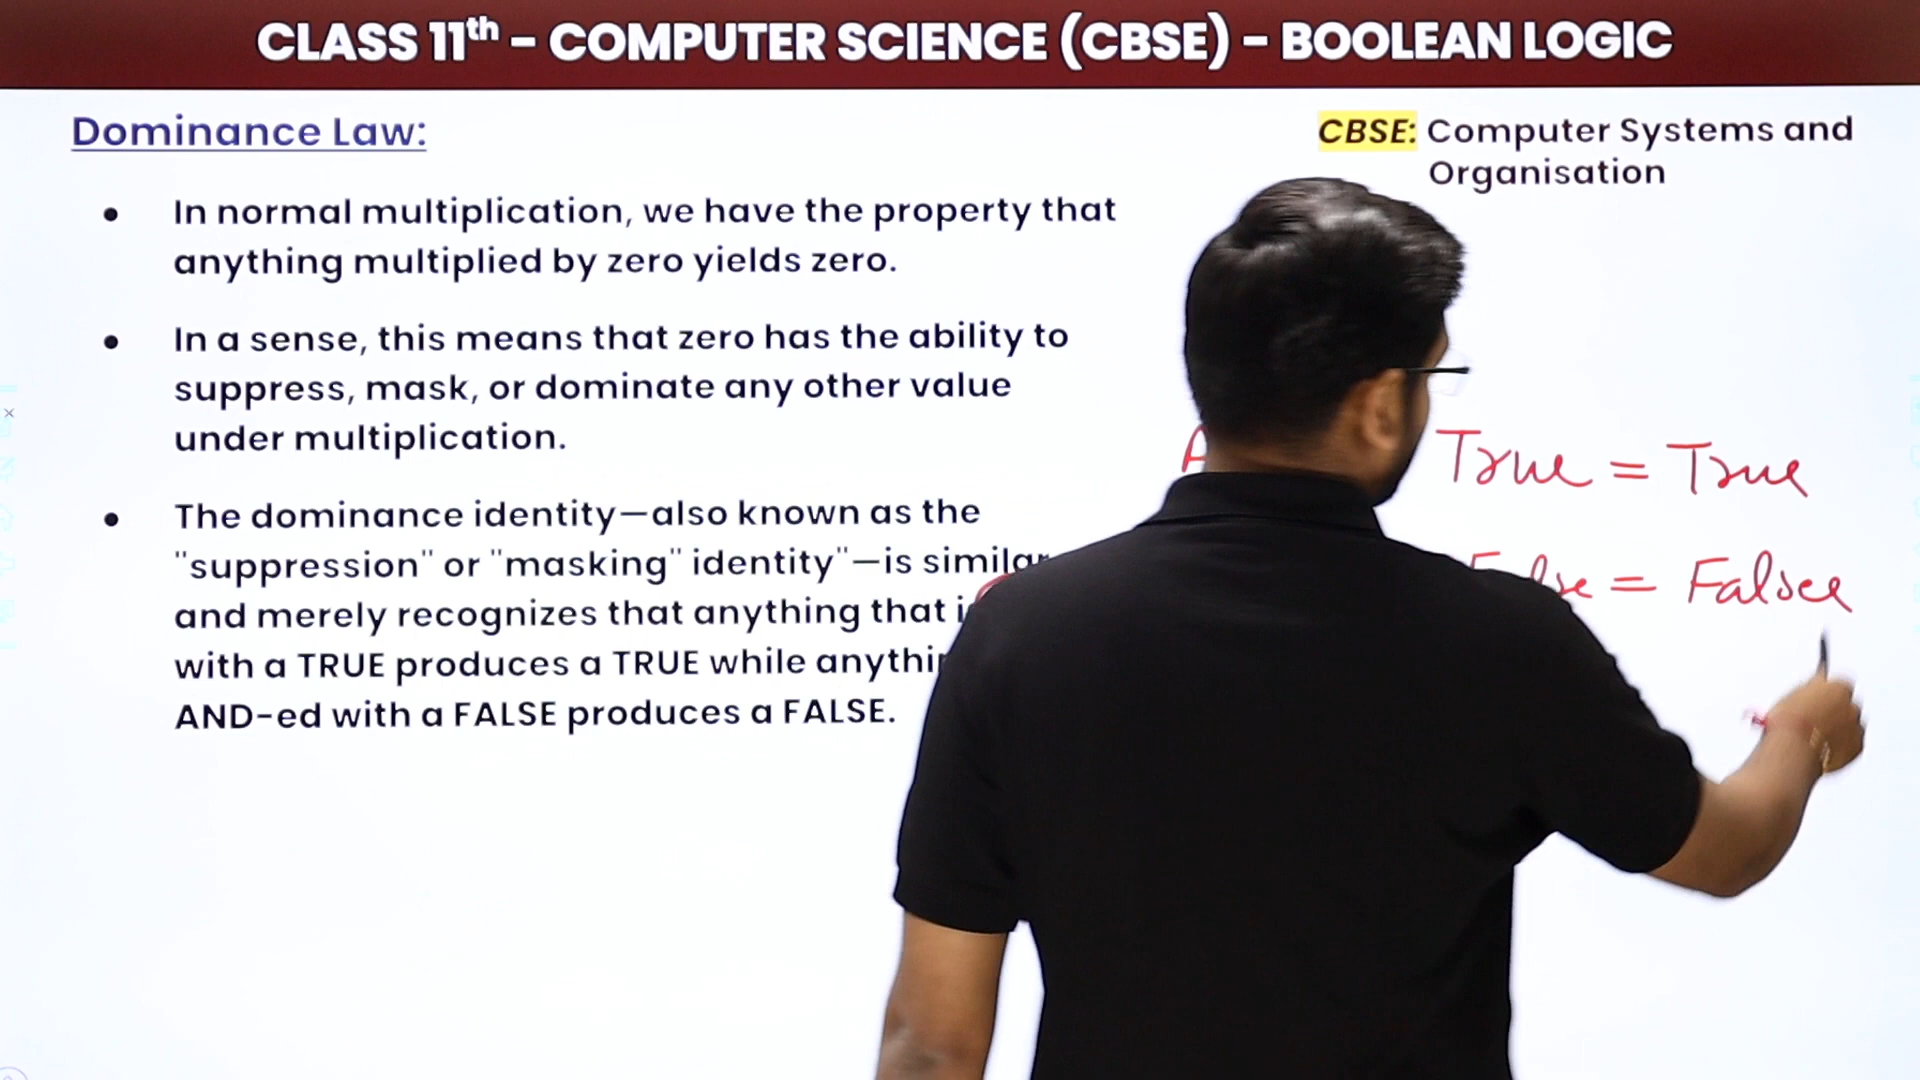 CLASS 11th - COMPUTER SCIENCE (CBSE) - BOOLEAN LOGIC
Dominance Law:
CBSE: Computer Systems and
Organisation
• In normal multiplication, we have the property that
anything multiplied by zero yields zero.
• In a sense, this means that zero has the ability to
suppress, mask, or dominate any other value
under multiplication.
• The dominance identity—also known as the
"suppression" or "masking" identity"—is similar
and merely recognizes that anything that
with a TRUE produces a TRUE while
AND-ed with a FALSE produces a FALSE.
True = True
= False